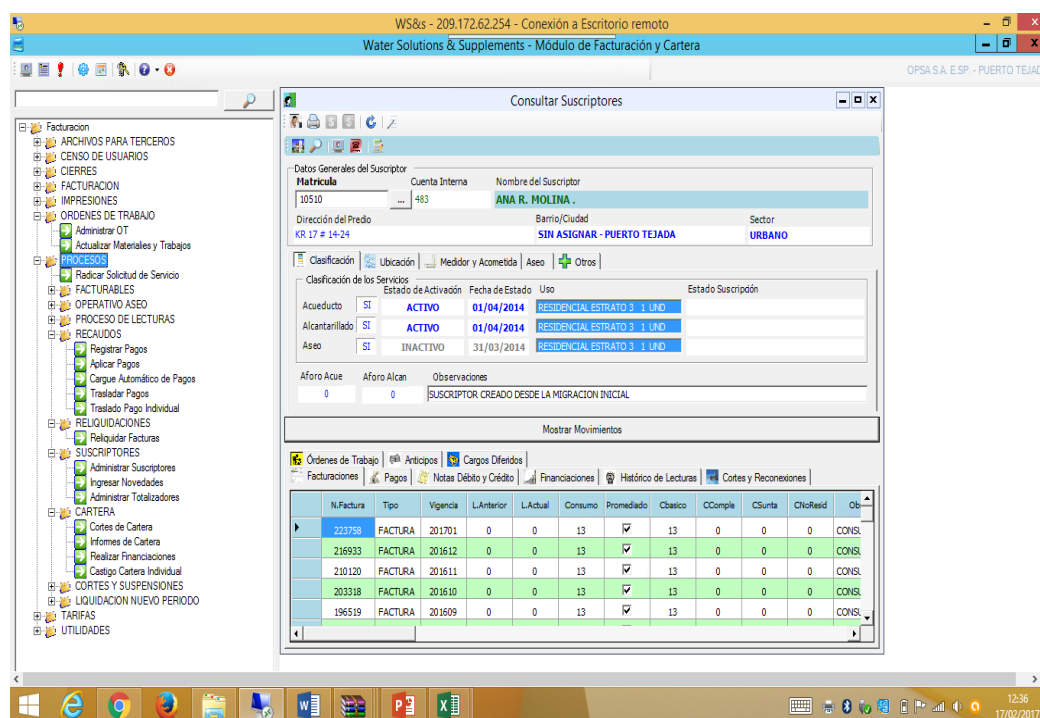 WS&s - 209.172.62.254 - Conexión a Escritorio remoto
Water Solutions & Supplements - Módulo de Facturación y Cartera
OPSA S.A. E.SP. - PUERTO TEJAD
Facturacion
ARCHIVOS PARA TERCEROS
CENSO DE USUARIOS
CIERRES
FACTURACION
IMPRESIONES
ORDENES DE TRABAJO
Administrar OT
Actualizar Materiales y Trabajos
PROCESOS
Radicar Solicitud de Servicio
FACTURABLES
OPERATIVO ASEO
PROCESO DE LECTURAS
RECAUDOS
Registrar Pagos
Aplicar Pagos
Cargue Automático de Pagos
Trasladar Pagos
Traslado Pago Individual
RELIQUIDACIONES
Reliquidar Facturas
SUSCRIPTORES
Administrar Suscriptores
Ingresar Novedades
Administrar Totalizadores
CARTERA
Cortes de Cartera
Informes de Cartera
Realizar Financiaciones
Castigo Cartera Individual
CORTES Y SUSPENSIONES
LIQUIDACION NUEVO PERIODO
TARIFAS
UTILIDADES
Consultar Suscriptores
Datos Generales del Suscriptor
Matricula Cuenta Interna Nombre del Suscriptor
10510 ... 483 ANA R. MOLINA .
Dirección del Predio Barrio/Ciudad Sector
KR 17 # 14-24 SIN ASIGNAR - PUERTO TEJADA URBANO
Clasificación Ubicación Medidor y Acometida Aseo Otros
Clasificación de los Servicios
Estado de Activación Fecha de Estado Uso Estado Suscripción
Acueducto SI ACTIVO 01/04/2014 RESIDENCIAL ESTRATO 3 1 UND
Alcantarillado SI ACTIVO 01/04/2014 RESIDENCIAL ESTRATO 3 1 UND
Aseo SI INACTIVO 31/03/2014 RESIDENCIAL ESTRATO 3 1 UND
Aforo Acue Aforo Alcan Observaciones
0 0 SUSCRIPTOR CREADO DESDE LA MIGRACION INICIAL
Mostrar Movimientos
Órdenes de Trabajo Anticipos Cargos Diferidos
Facturaciones Pagos Notas Débito y Crédito Financiaciones Histórico de Lecturas Cortes y Reconexiones
N.Factura Tipo Vigencia L.Anterior L.Actual Consumo Promediado Cbasico CComple CSunta CNoResid Ob
223758 FACTURA 201701 0 0 13 13 0 0 0 CONSU
216933 FACTURA 201612 0 0 13 13 0 0 0 CONSU
210120 FACTURA 201611 0 0 13 13 0 0 0 CONSU
203318 FACTURA 201610 0 0 13 13 0 0 0 CONSU
196519 FACTURA 201609 0 0 13 13 0 0 0 CONSU
12:36
17/02/2017